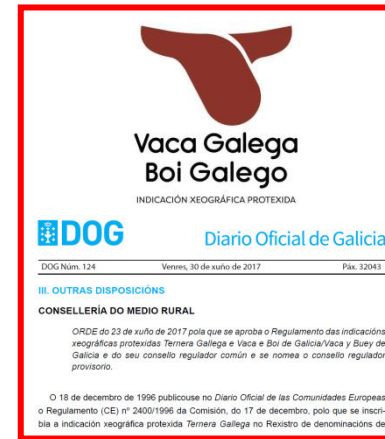 Vaca Galega
Boi Galego
INDICACIÓN XEOGRÁFICA PROTEXIDA
DOG
Diario Oficial de Galicia
DOG Núm. 124 Venres, 30 de xuño de 2017 Páx. 32043
III. OUTRAS DISPOSICIÓNS
CONSELLERÍA DO MEDIO RURAL
ORDE do 23 de xuño de 2017 pola que se aproba o Regulamento das indicacións
xeográficas protexidas Ternera Gallega e Vaca e Boi de Galicia/Vaca y Buey de
Galicia e do seu consello regulador común e se nomea o consello regulador
provisorio.
O 18 de decembro de 1996 publicouse no Diario Oficial de las Comunidades Europeas
o Regulamento (CE) nº 2400/1996 da Comisión, do 17 de decembro, polo que se inscri-
bía a indicación xeográfica protexida Ternera Gallega no Rexistro de denominacións de